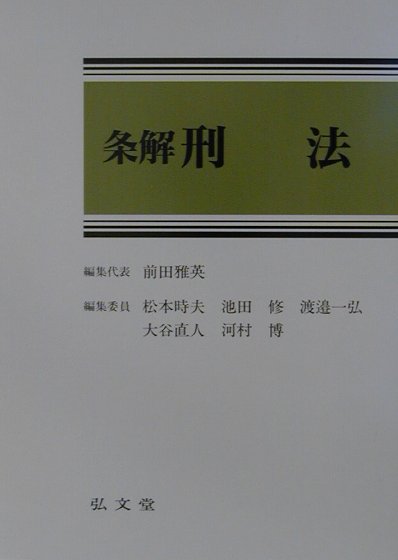 条解刑　法
編集代表　前田雅英
編集委員　松本時夫　池田　修　渡邉一弘
大谷直人　河村　博
弘文堂